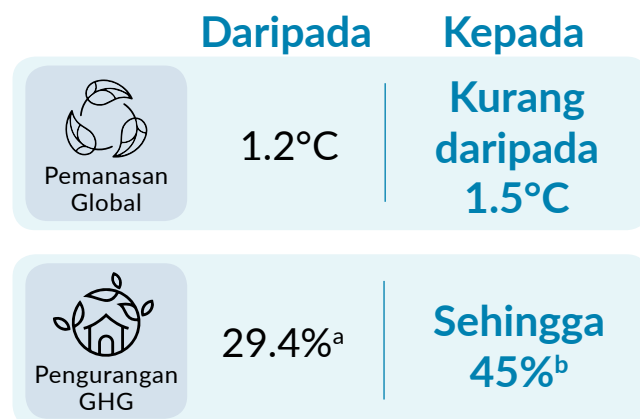 Daripada Kepada
Pemanasan
Global
1.2°C
Kurang
daripada
1.5°C
Pengurangan
GHG
29.4%ᵃ
Sehingga
45%ᵇ